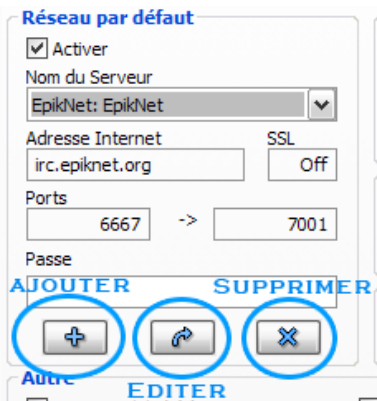 Réseau par défaut
Activer
Nom du Serveur
EpikNet: EpikNet
Adresse Internet SSL
irc.epiknet.org Off
Ports
6667 -> 7001
Passe
AJOUTER SUPPRIMER
Autre
EDITER